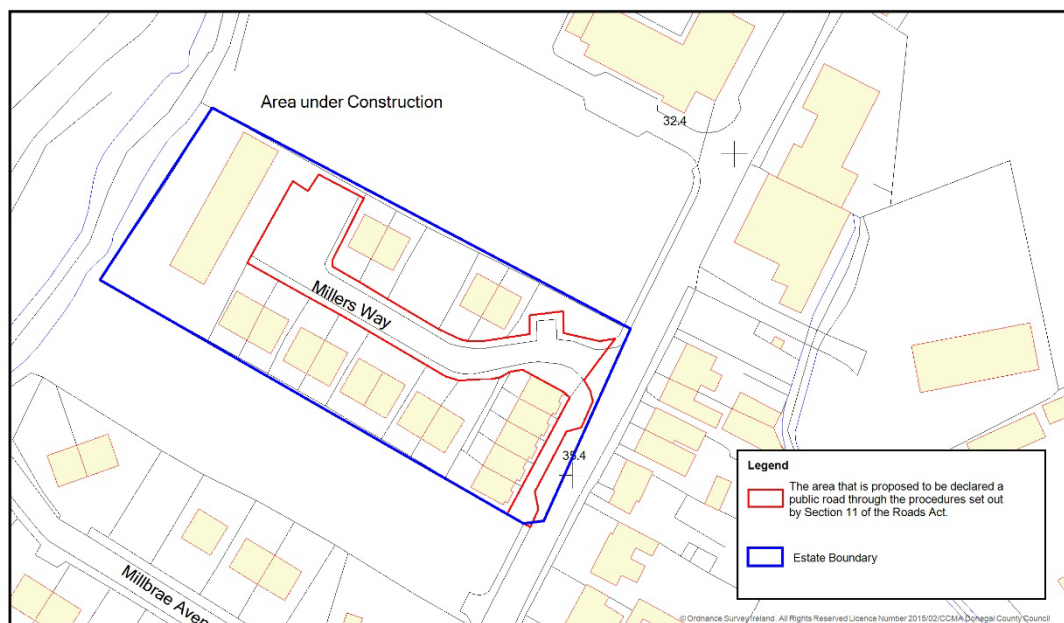 Area under Construction
32.4
Millers Way
35.4
Legend
The area that is proposed to be declared a
public road through the procedures set out
by Section 11 of the Roads Act.
Estate Boundary
Millbrae Aven
© Ordnance Survey Ireland. All Rights Reserved Licence Number 2015/02/CCMA Donegal County Council